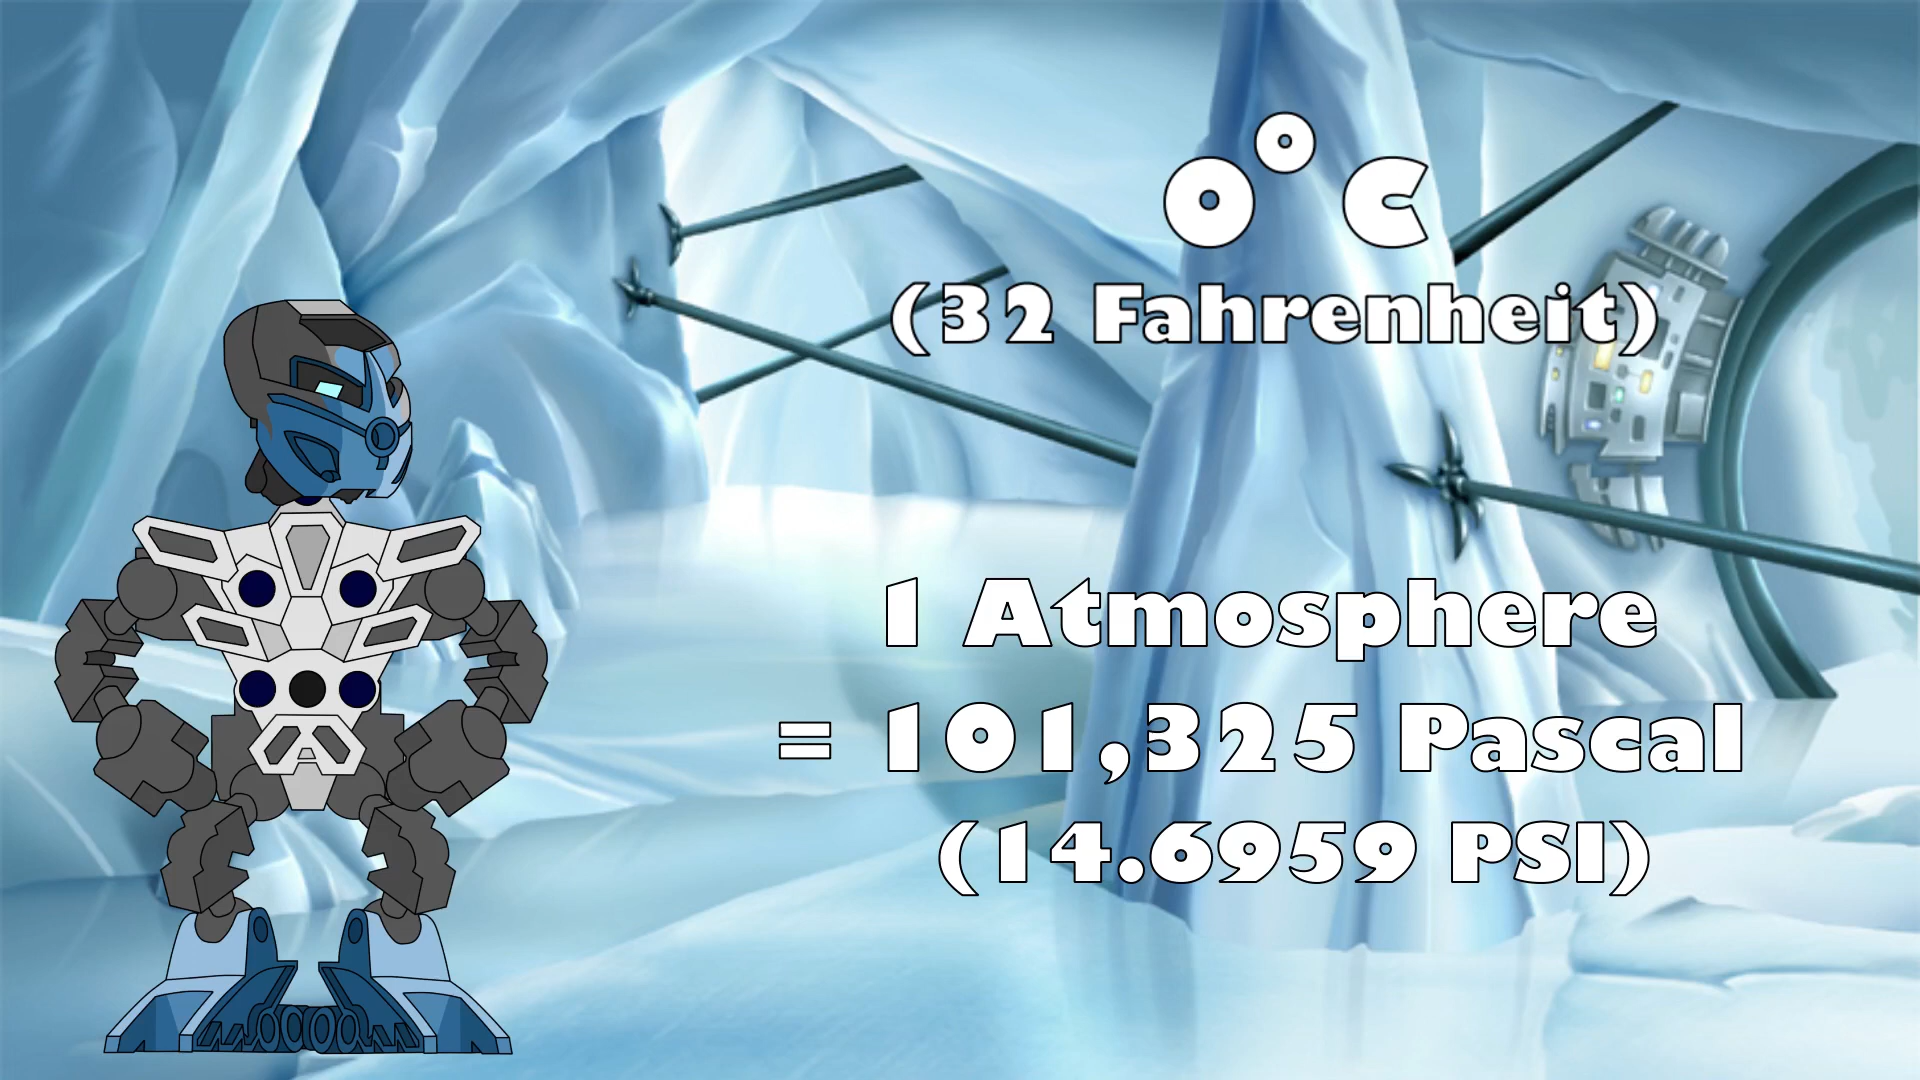 0° C
(32 Fahrenheit)
1 Atmosphere
= 101,325 Pascal
(14.6959 PSI)